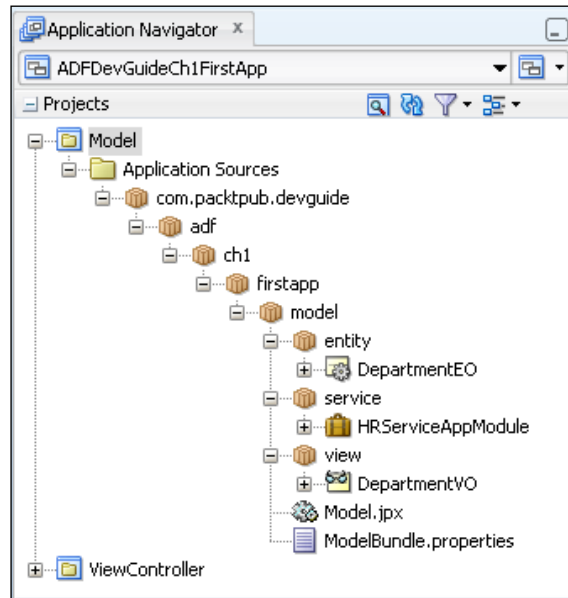 Application Navigator x
ADFDevGuideCh1FirstApp
Projects
Model
Application Sources
com.packtpub.devguide
adf
ch1
firstapp
model
entity
DepartmentEO
service
HRServiceAppModule
view
DepartmentVO
Model.jpx
ModelBundle.properties
ViewController